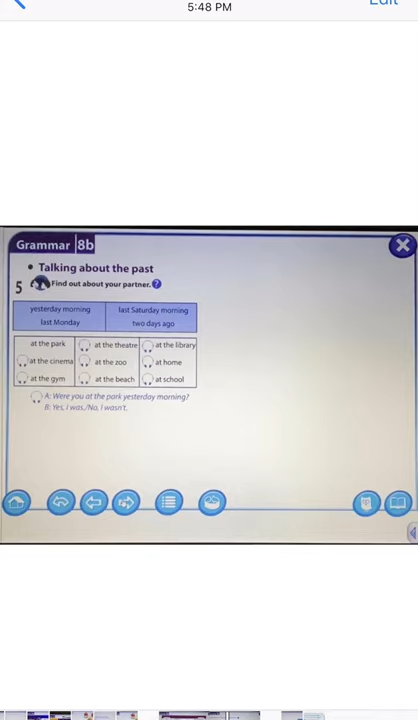 5:48 PM
Edit
Grammar 8b
• Talking about the past
5 Find out about your partner. ?
yesterday morning last Saturday morning
last Monday two days ago
at the park at the theatre at the library
at the cinema at the zoo at home
at the gym at the beach at school
A: Were you at the park yesterday morning?
B: Yes, I was./No, I wasn't.